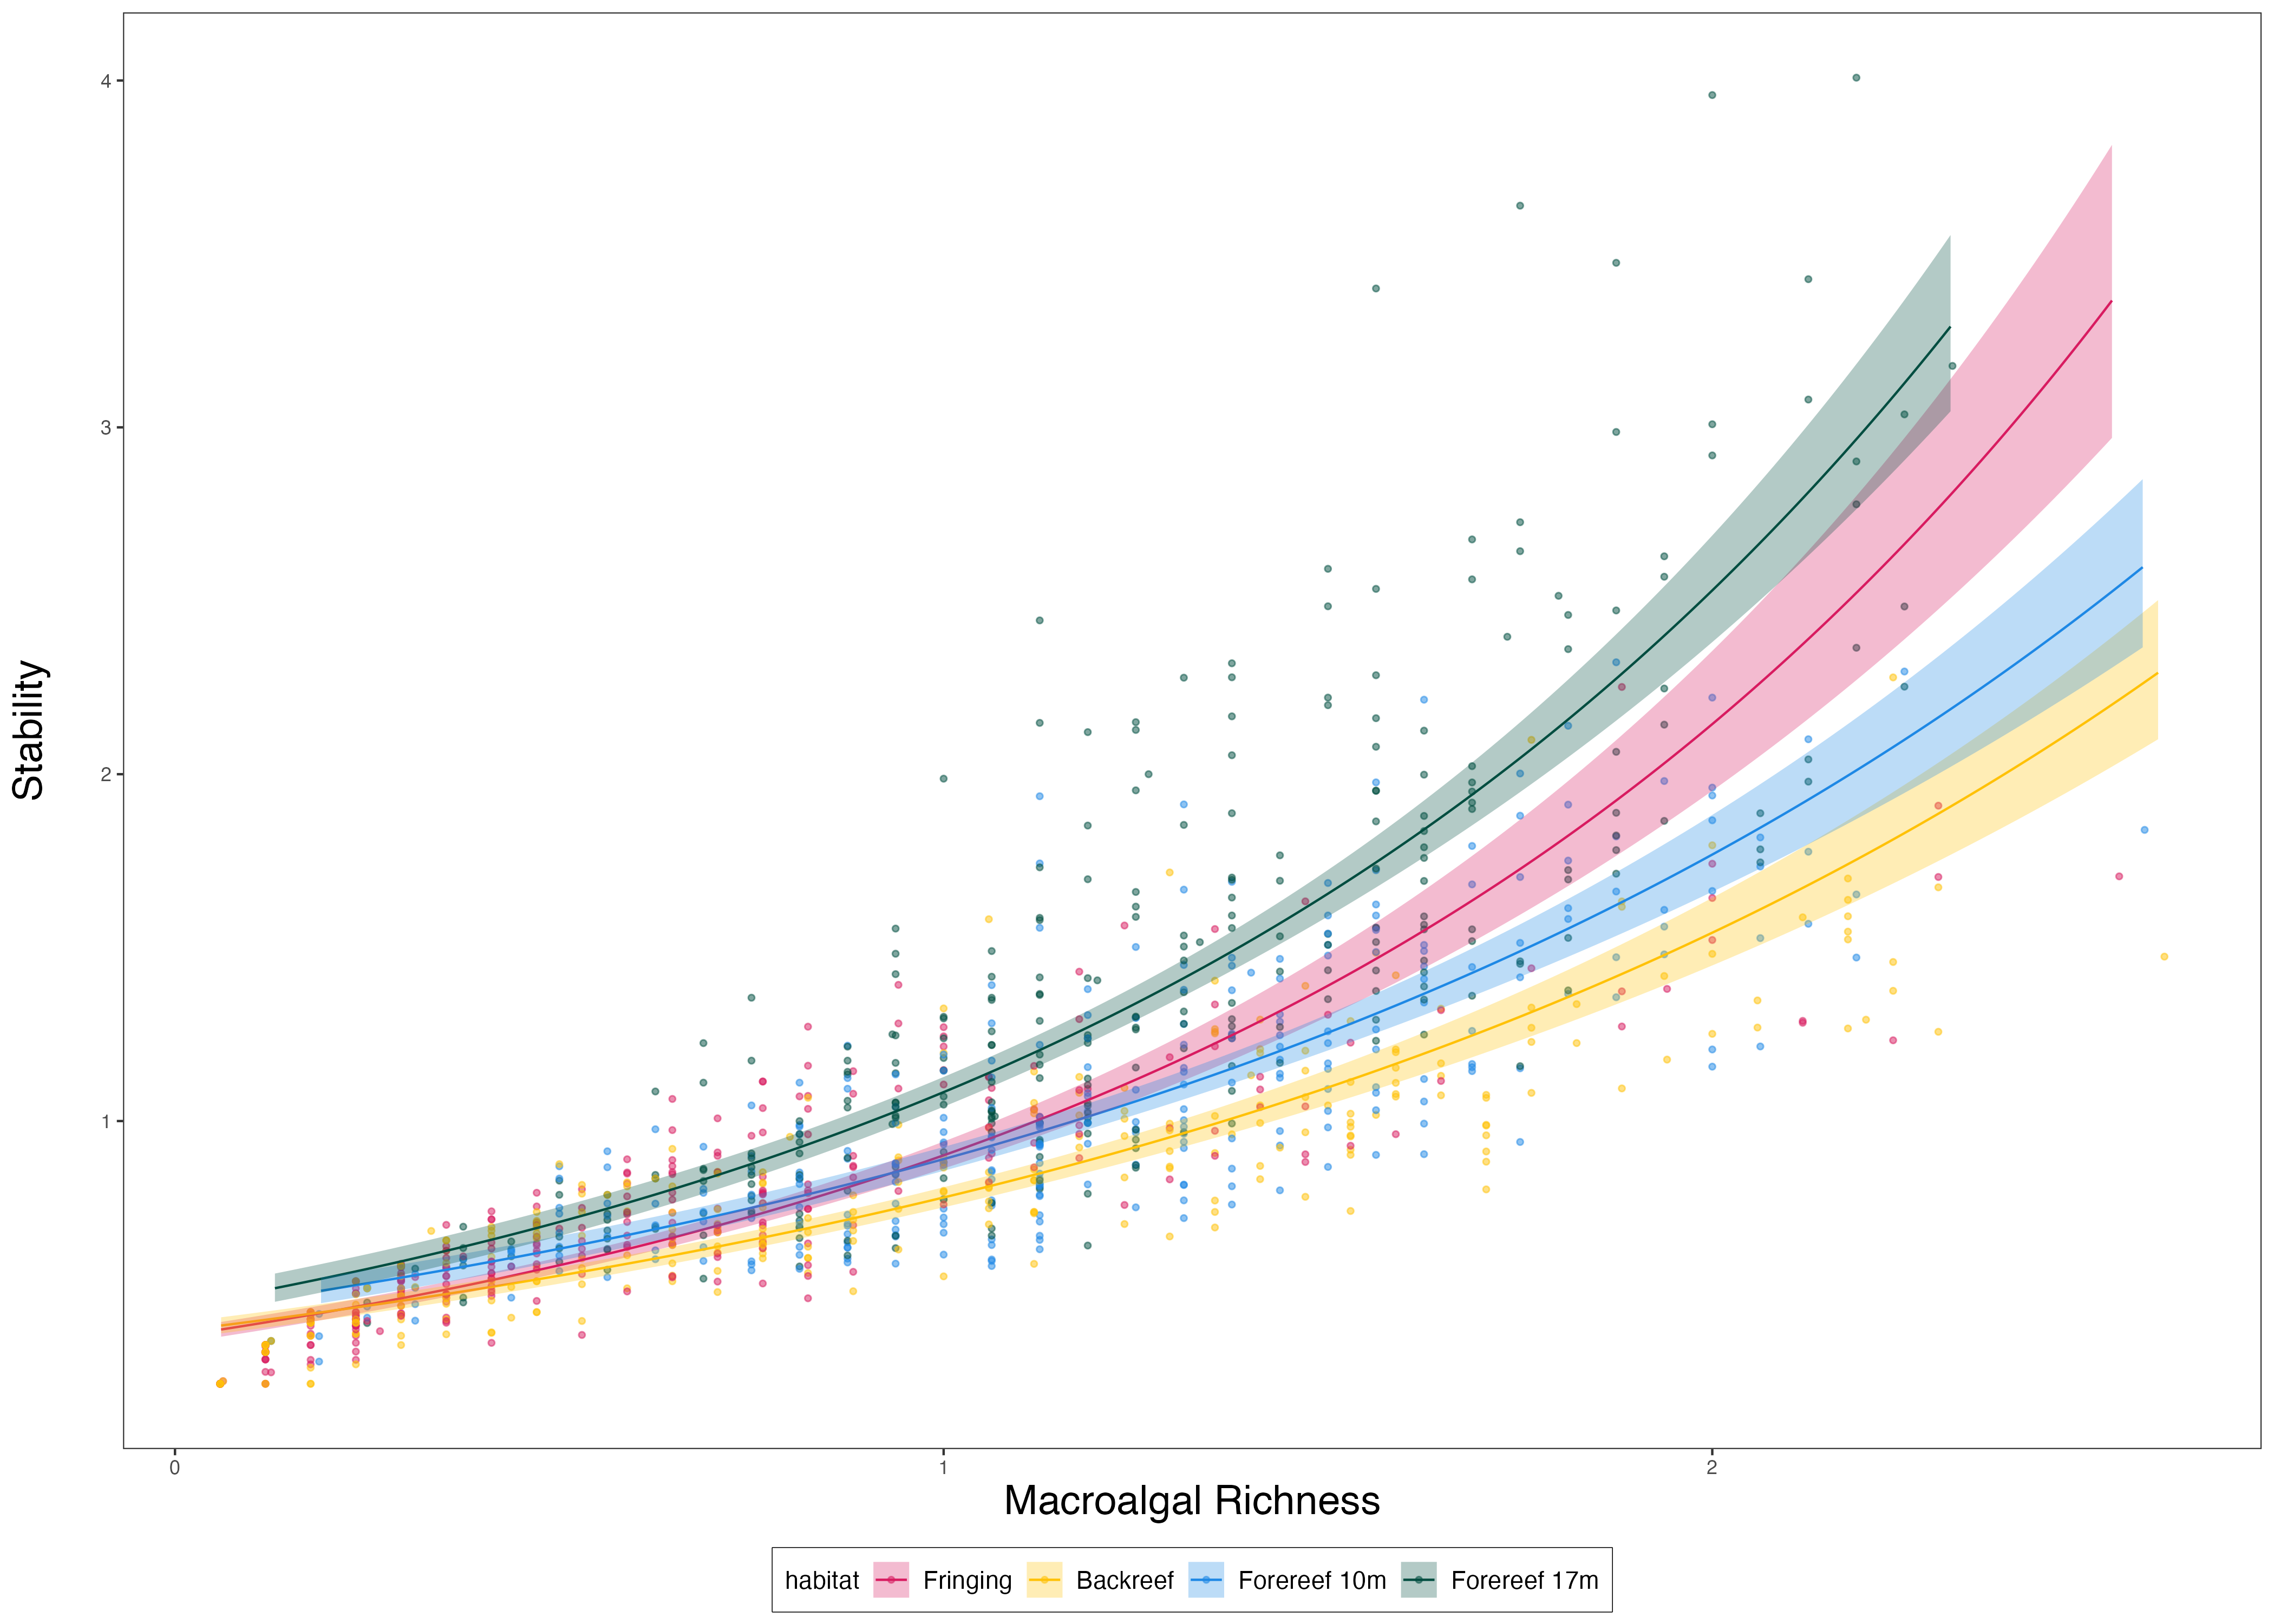 4
3
2
1
Stability
0 1 2
Macroalgal Richness
habitat Fringing Backreef Forereef 10m Forereef 17m